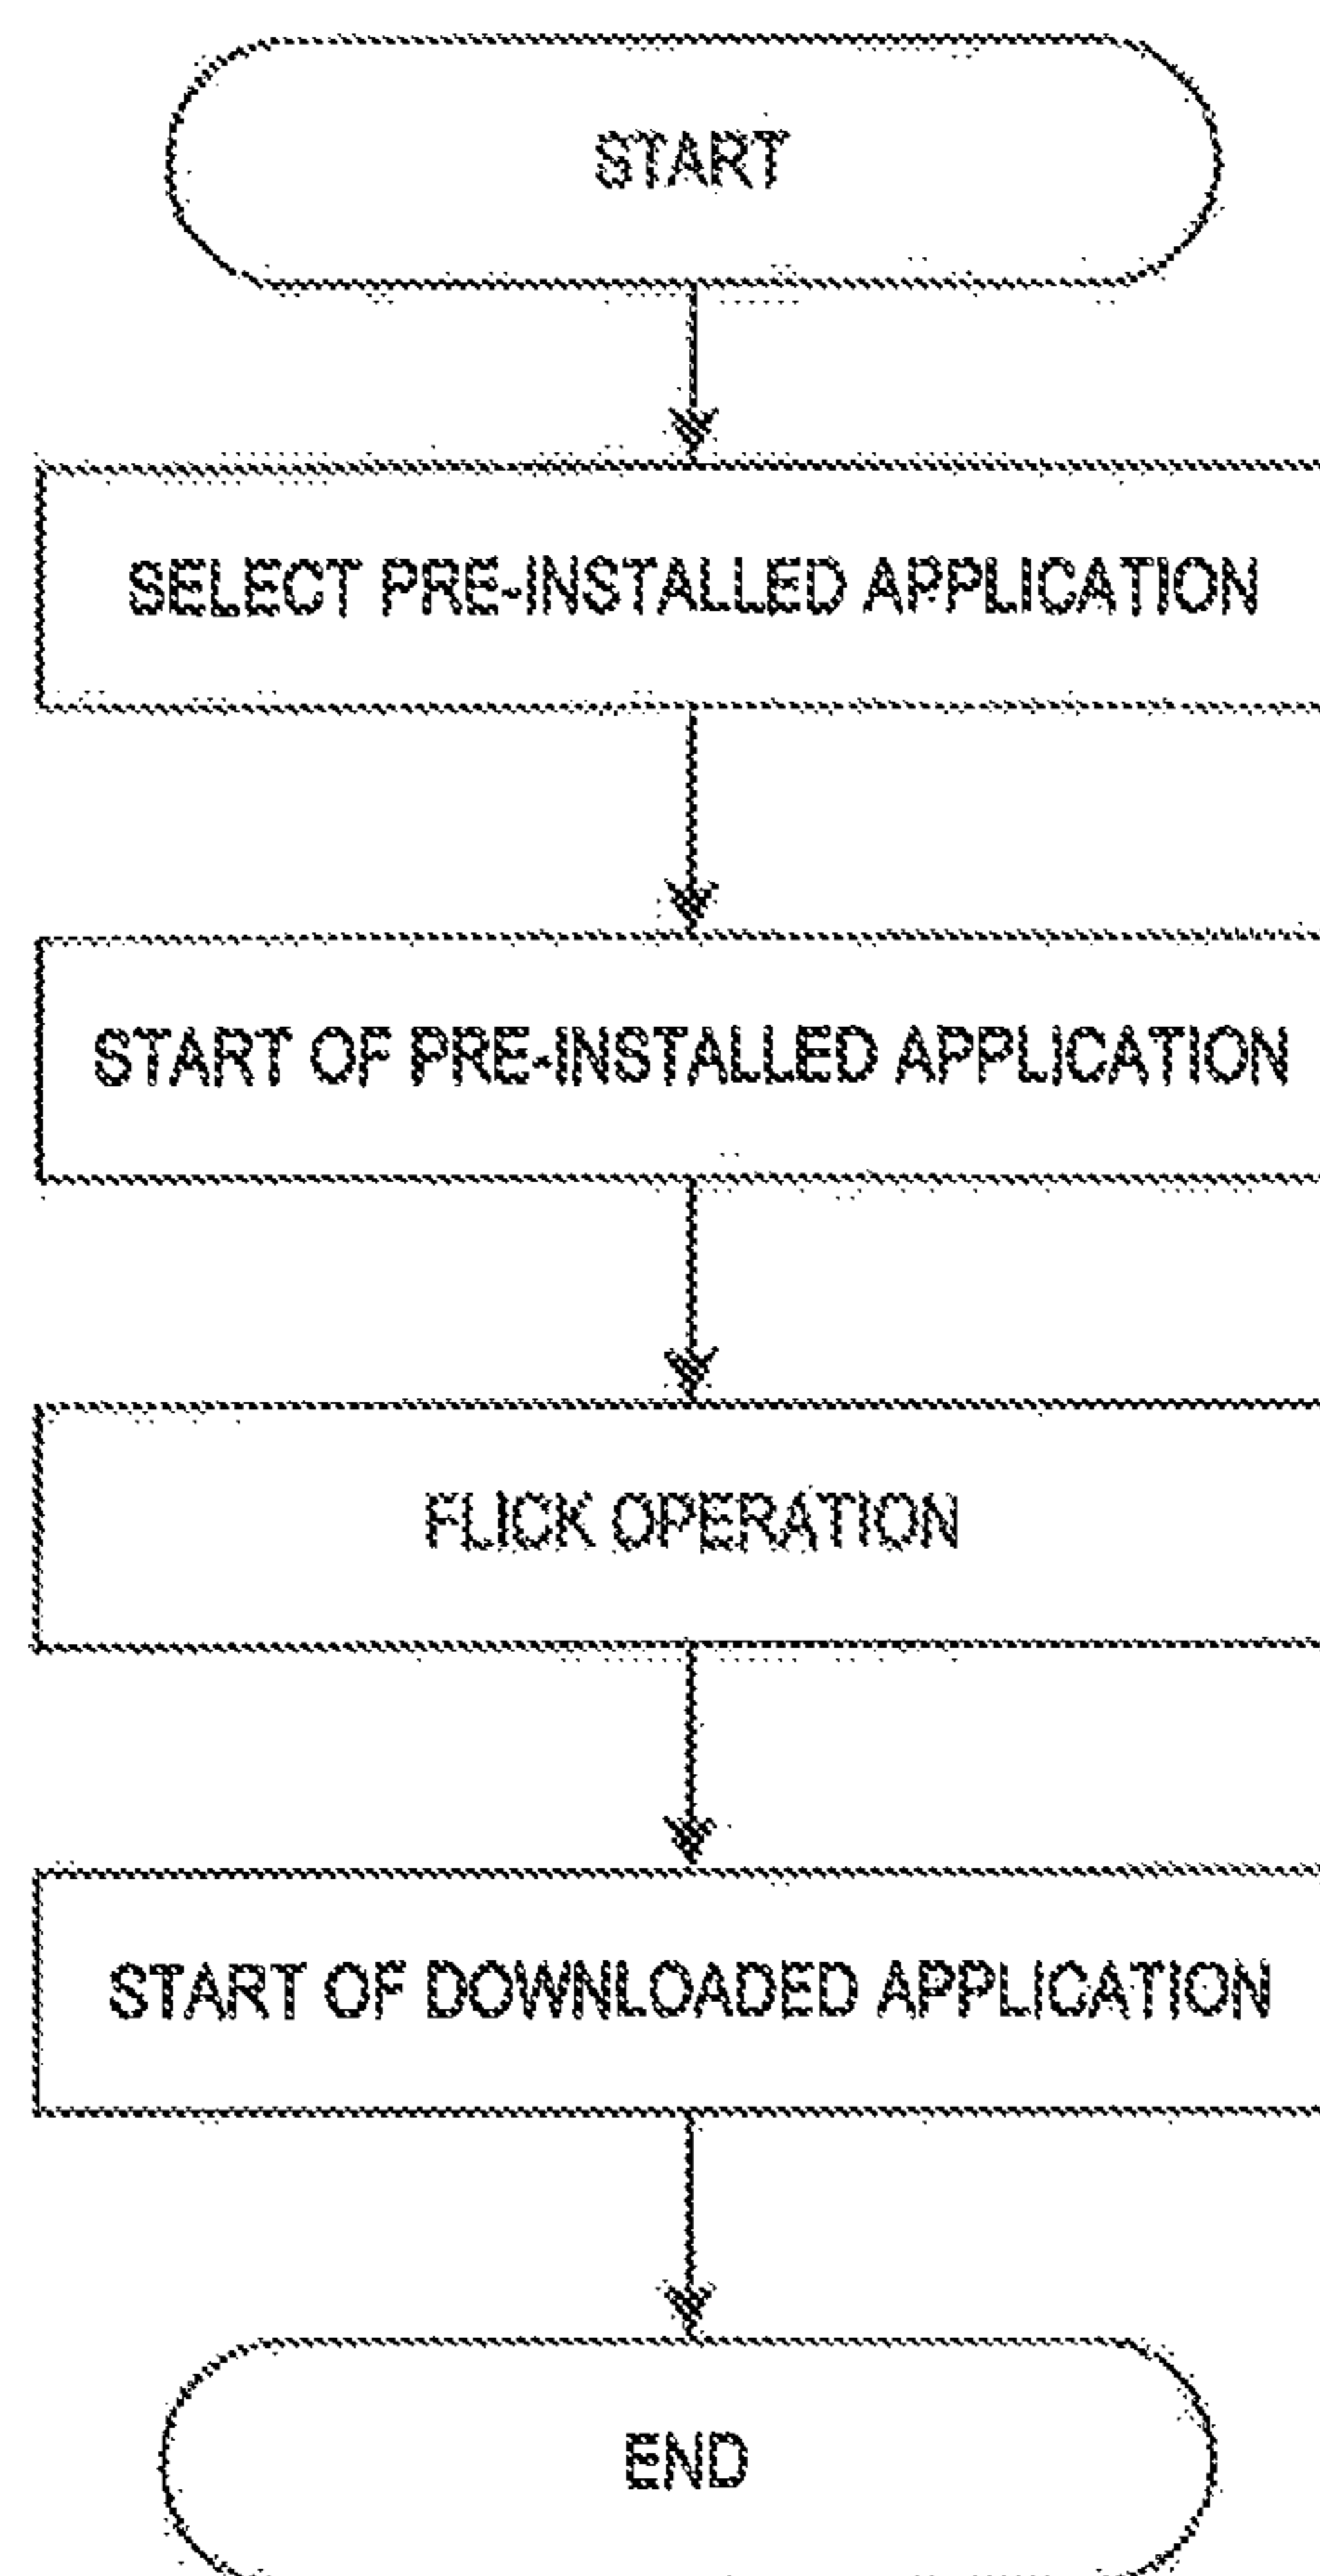 START
SELECT PRE-INSTALLED APPLICATION
START OF PRE-INSTALLED APPLICATION
FLICK OPERATION
START OF DOWNLOADED APPLICATION
END